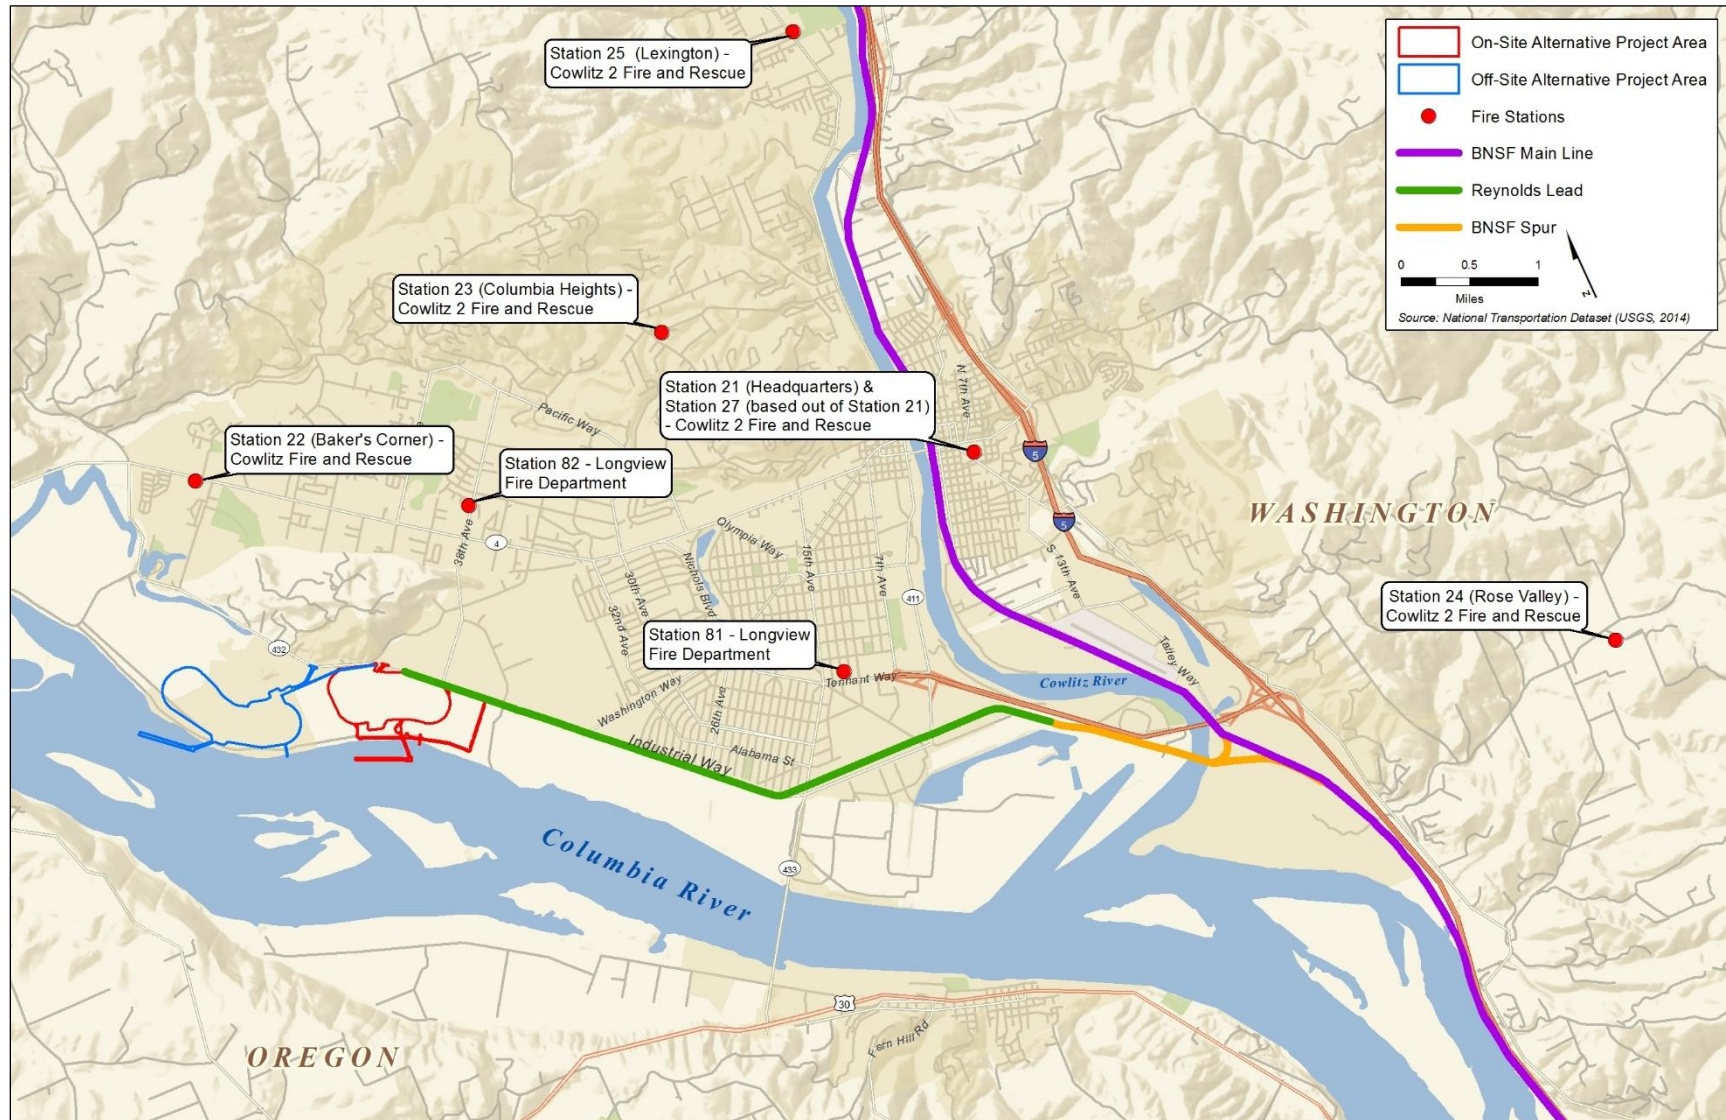 Station 25 (Lexington) -
Cowlitz 2 Fire and Rescue
On-Site Alternative Project Area
Off-Site Alternative Project Area
Fire Stations
BNSF Main Line
Reynolds Lead
BNSF Spur
0 0.5 1
Miles
N
Source: National Transportation Dataset (USGS, 2014)
Station 23 (Columbia Heights) -
Cowlitz 2 Fire and Rescue
Station 21 (Headquarters) &
Station 27 (based out of Station 21)
- Cowlitz 2 Fire and Rescue
N 7th Ave
Pacific Way
Station 22 (Baker's Corner) -
Cowlitz Fire and Rescue
Station 82 - Longview
Fire Department
5
5
WASHINGTON
38th Ave
4
Olympia Way
15th Ave
7th Ave
Nichols Blvd
30th Ave
32nd Ave
411
S 13th Ave
Station 24 (Rose Valley) -
Cowlitz 2 Fire and Rescue
Station 81 - Longview
Fire Department
432
Talley Way
Tennant Way
Cowlitz River
Washington Way
26th Ave
Industrial Way
Alabama St
Columbia River
433
30
Fern Hill Rd
OREGON